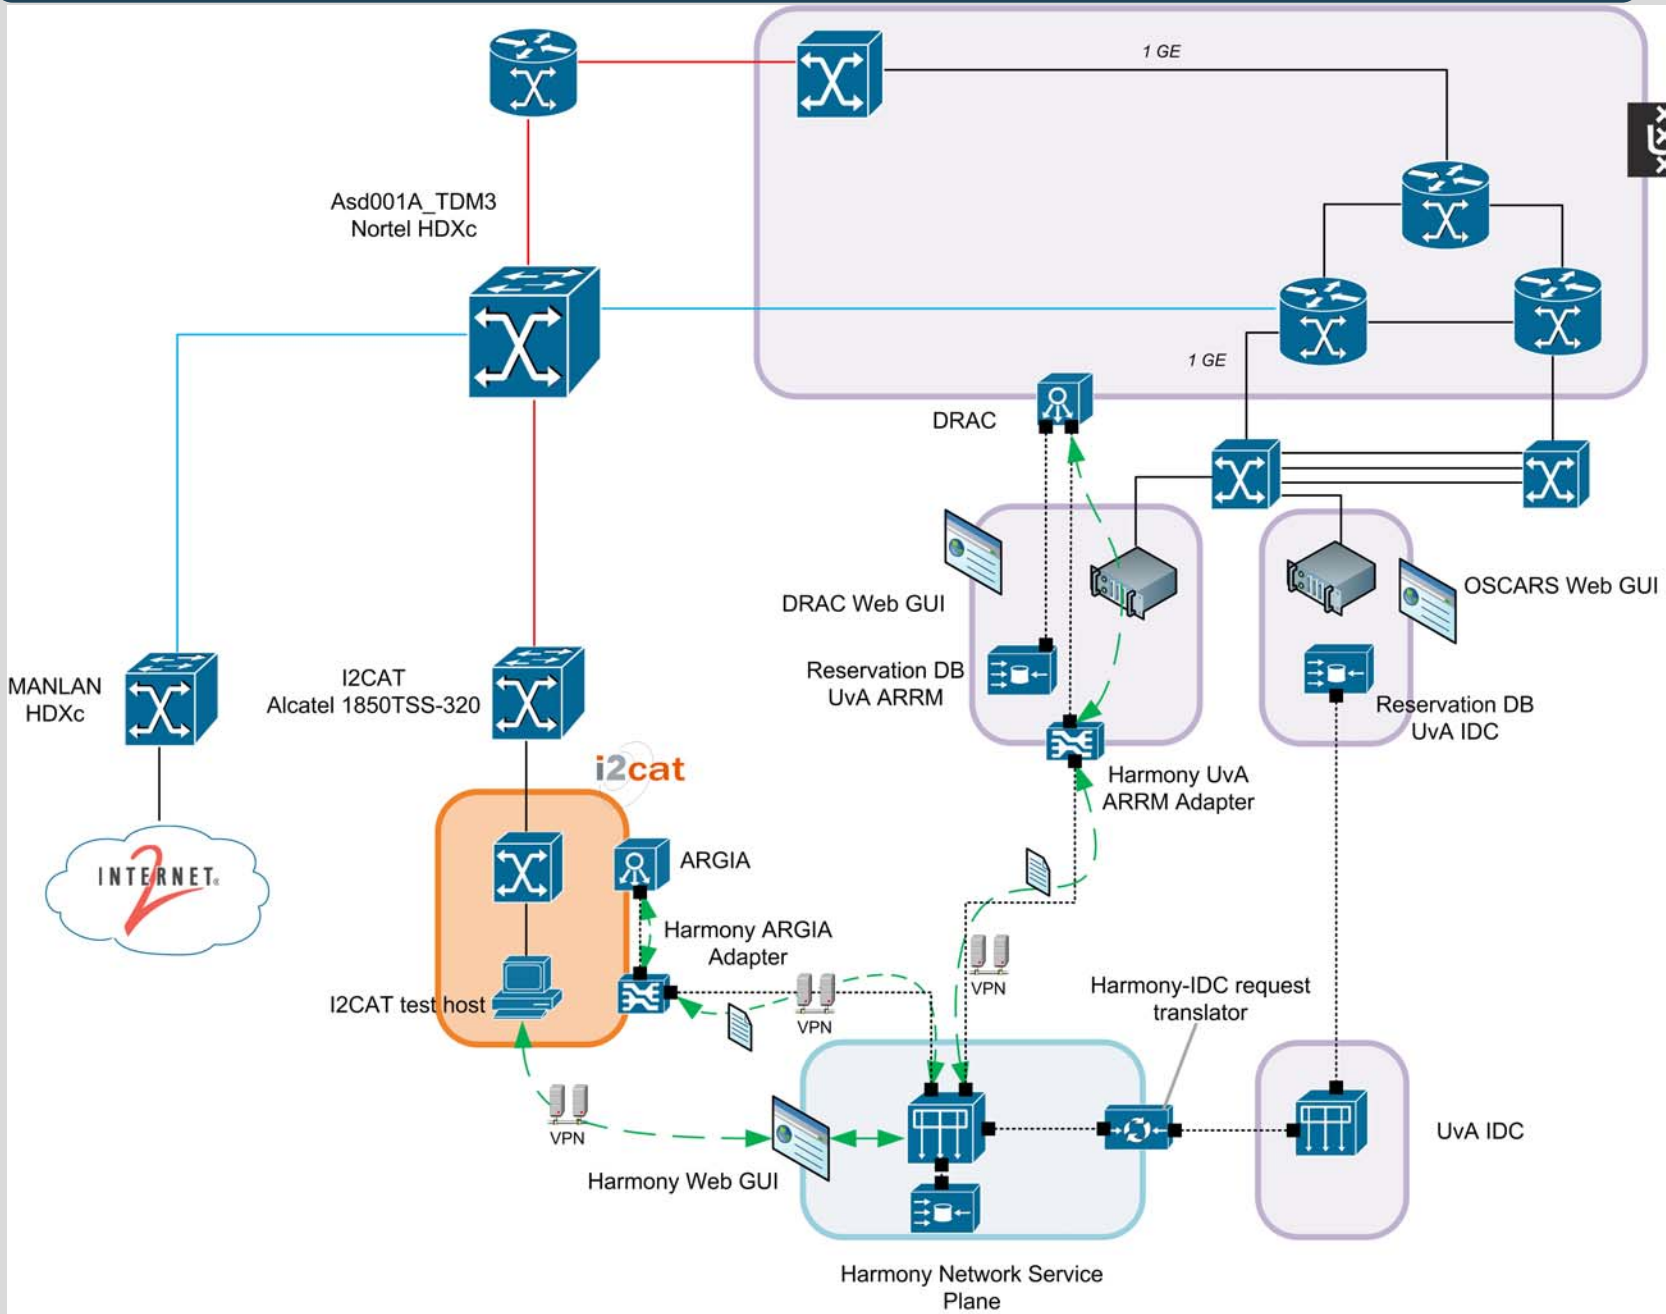 1 GE
Asd001A_TDM3
Nortel HDXc
1 GE
DRAC
DRAC Web GUI
OSCARS Web GUI
Reservation DB
UvA ARRM
Reservation DB
UvA IDC
MANLAN
HDXc
I2CAT
Alcatel 1850TSS-320
i2cat
Harmony UvA
ARRM Adapter
INTERNET
2
ARGIA
Harmony ARGIA
Adapter
I2CAT test host
VPN
VPN
Harmony-IDC request
translator
VPN
UvA IDC
Harmony Web GUI
Harmony Network Service
Plane